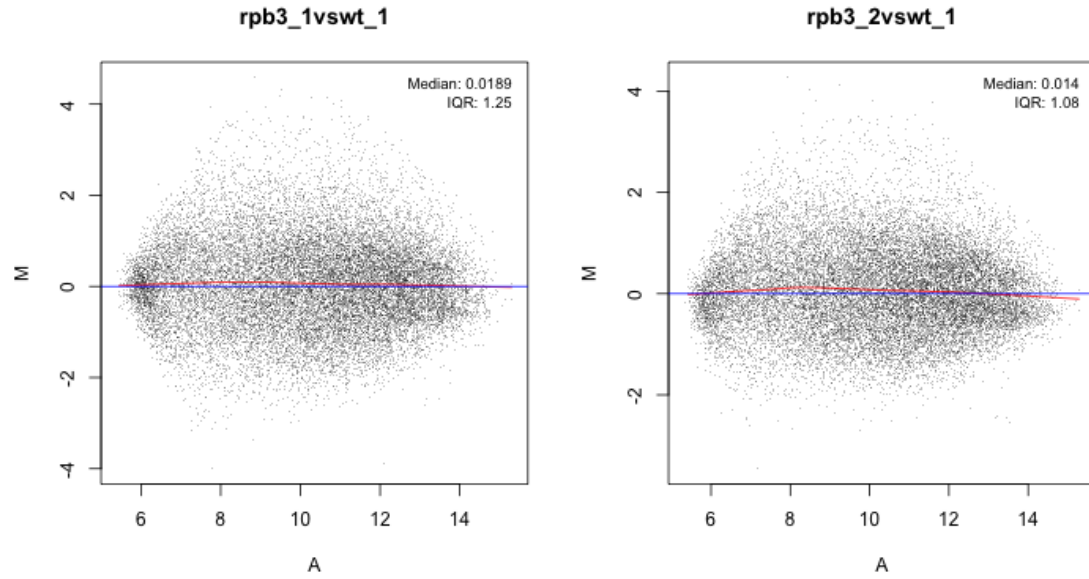 rpb3_1vswt_1
Median: 0.0189
IQR: 1.25
M
4
2
0
-2
-4
6 8 10 12 14
A
rpb3_2vswt_1
Median: 0.014
IQR: 1.08
M
4
2
0
-2
6 8 10 12 14
A